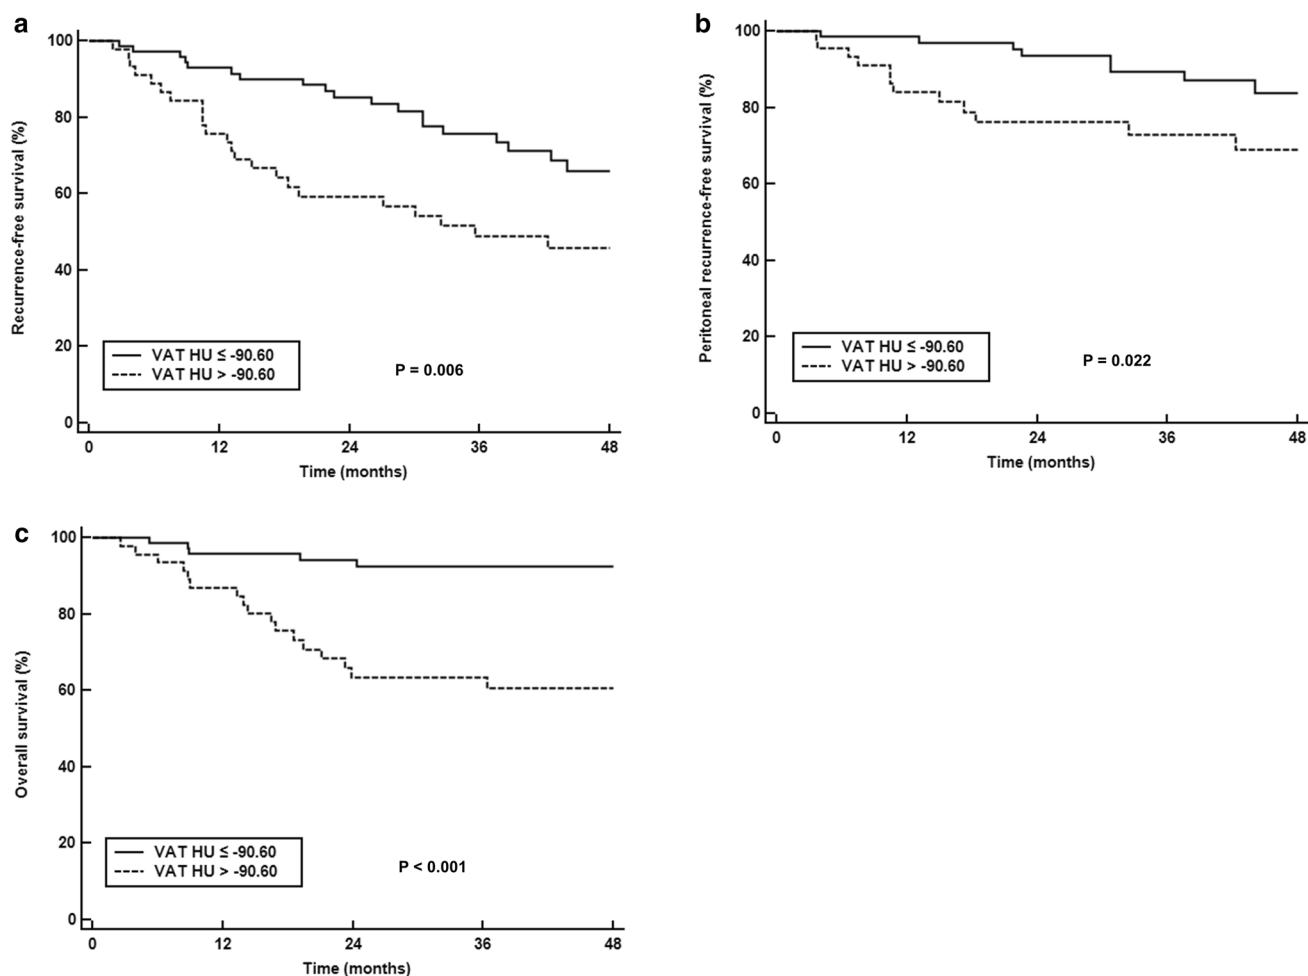 a
100
80
60
40
20
0
Recurrence-free survival (%)
VAT HU ≤ -90.60
VAT HU > -90.60
P = 0.006
0 12 24 36 48
Time (months)
b
100
80
60
40
20
0
Peritoneal recurrence-free survival (%)
VAT HU ≤ -90.60
VAT HU > -90.60
P = 0.022
0 12 24 36 48
Time (months)
c
100
80
60
40
20
0
Overall survival (%)
VAT HU ≤ -90.60
VAT HU > -90.60
P < 0.001
0 12 24 36 48
Time (months)